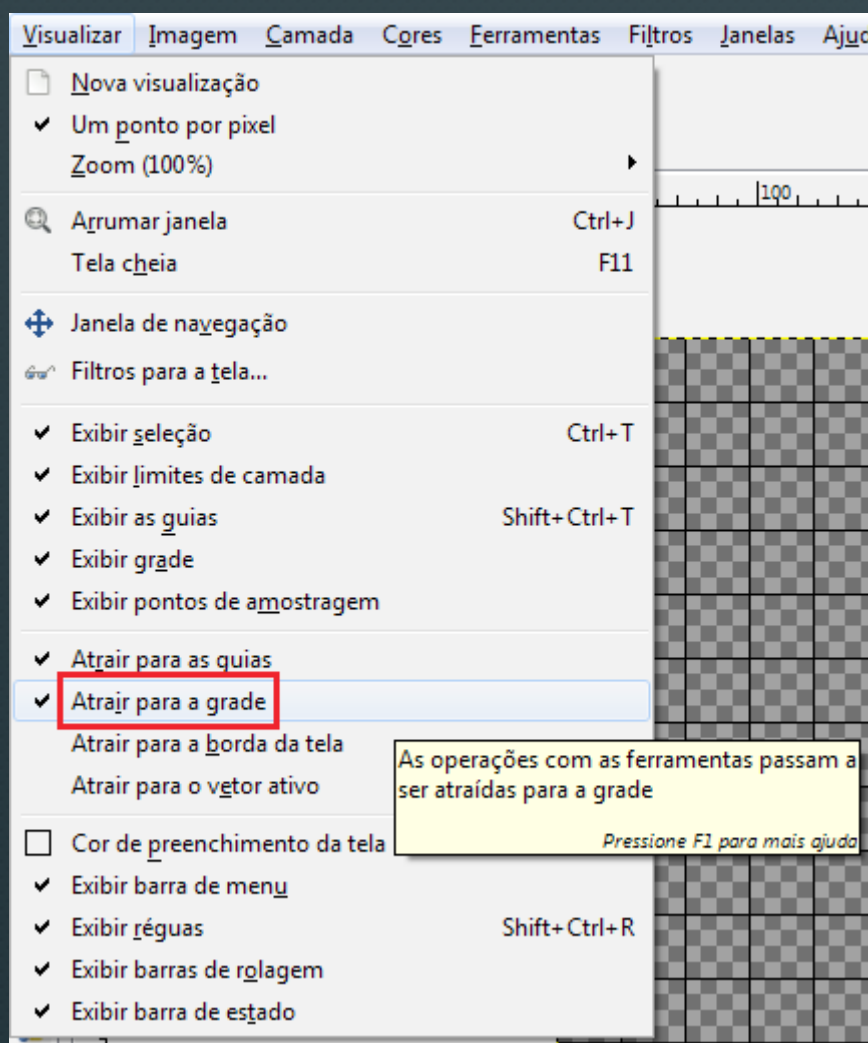 Visualizar Imagem Camada Cores Ferramentas Filtros Janelas
Nova visualização
Um ponto por pixel
Zoom (100%)
100
Arrumar janela Ctrl+J
Tela cheia F11
Janela de navegação
Filtros para a tela...
Exibir seleção Ctrl+T
Exibir limites de camada
Exibir as guias Shift+Ctrl+T
Exibir grade
Exibir pontos de amostragem
Atrair para as guias
Atrair para a grade
Atrair para a borda da tela
Atrair para o vetor ativo
As operações com as ferramentas passam a
ser atraídas para a grade
Pressione F1 para mais ajuda
Cor de preenchimento da tela
Exibir barra de menu
Exibir réguas Shift+Ctrl+R
Exibir barras de rolagem
Exibir barra de estado